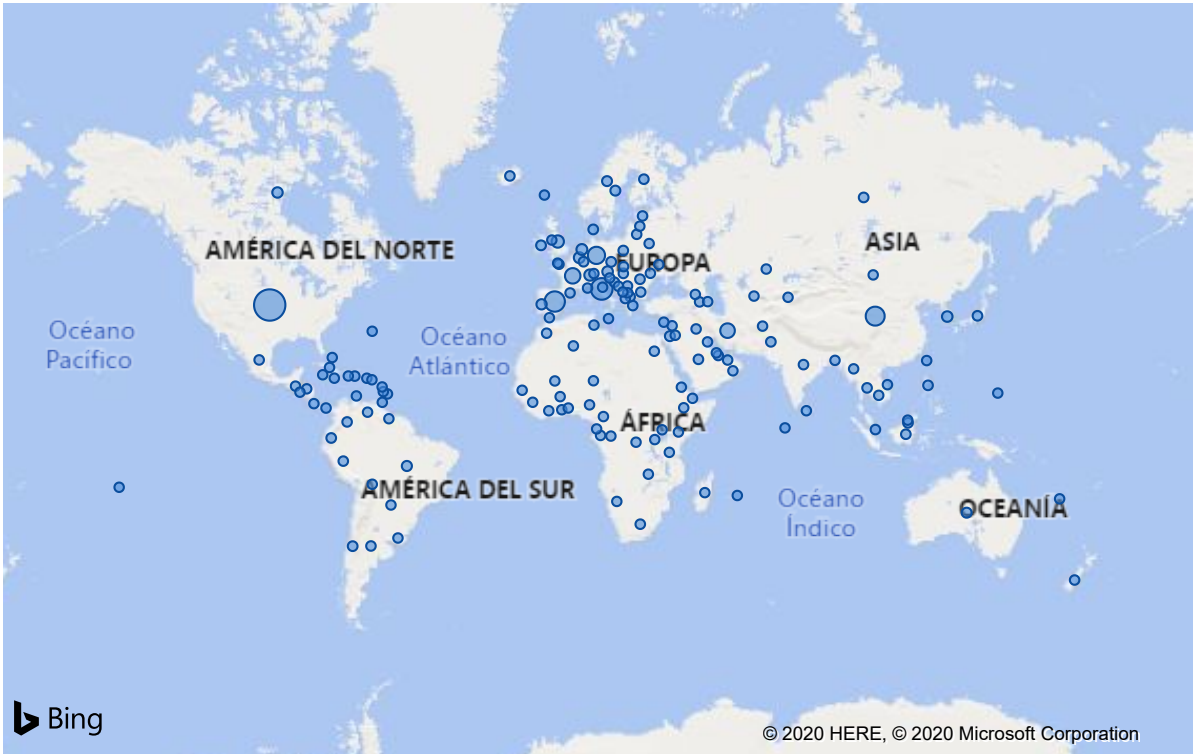 ASIA
AMÉRICA DEL NORTE
EUROPA
Océano
Pacífico
Océano
Atlántico
ÁFRICA
AMÉRICA DEL SUR
Océano
Índico
OCEANÍA
Bing
© 2020 HERE, © 2020 Microsoft Corporation